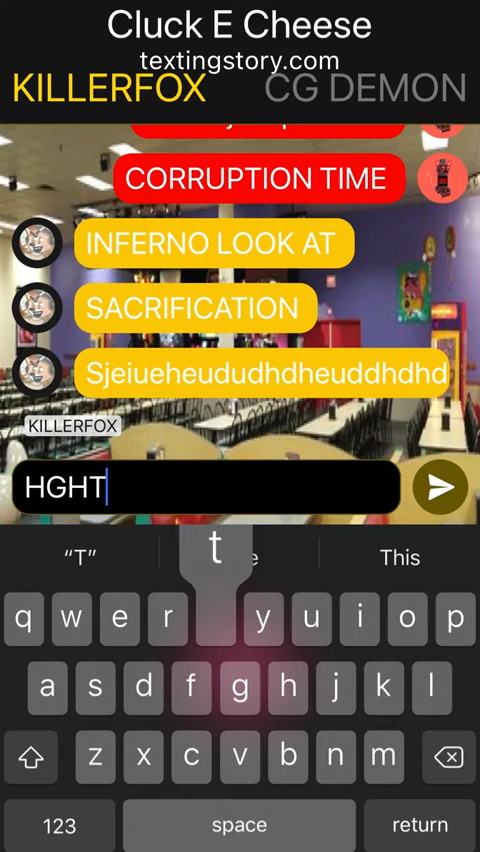 Cluck E Cheese
textingstory.com
KILLERFOX CG DEMON
CORRUPTION TIME
INFERNO LOOK AT
SACRIFICATION
Sjeiueheududhdheuddhdhd
KILLERFOX
HGHT
“T” t e This
q w e r y u i o p
a s d f g h j k l
z x c v b n m
123 space return